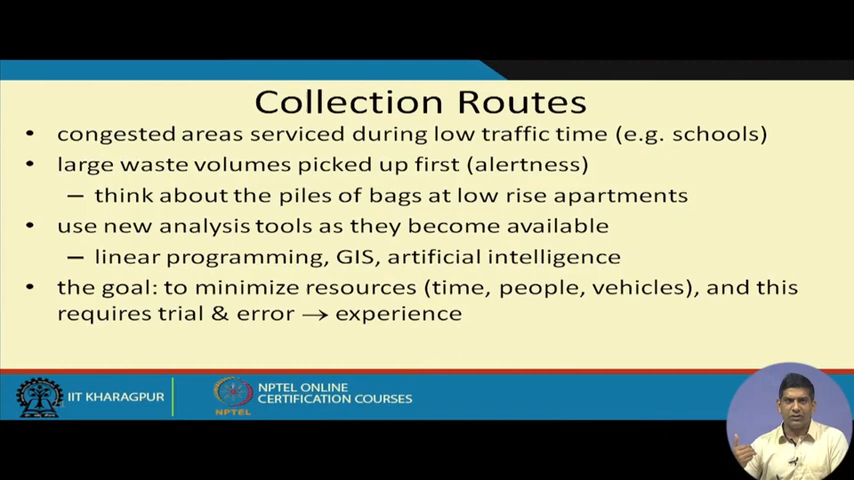 Collection Routes
• congested areas serviced during low traffic time (e.g. schools)
• large waste volumes picked up first (alertness)
– think about the piles of bags at low rise apartments
• use new analysis tools as they become available
– linear programming, GIS, artificial intelligence
• the goal: to minimize resources (time, people, vehicles), and this
requires trial & error → experience
IIT KHARAGPUR
NPTEL
NPTEL ONLINE
CERTIFICATION COURSES